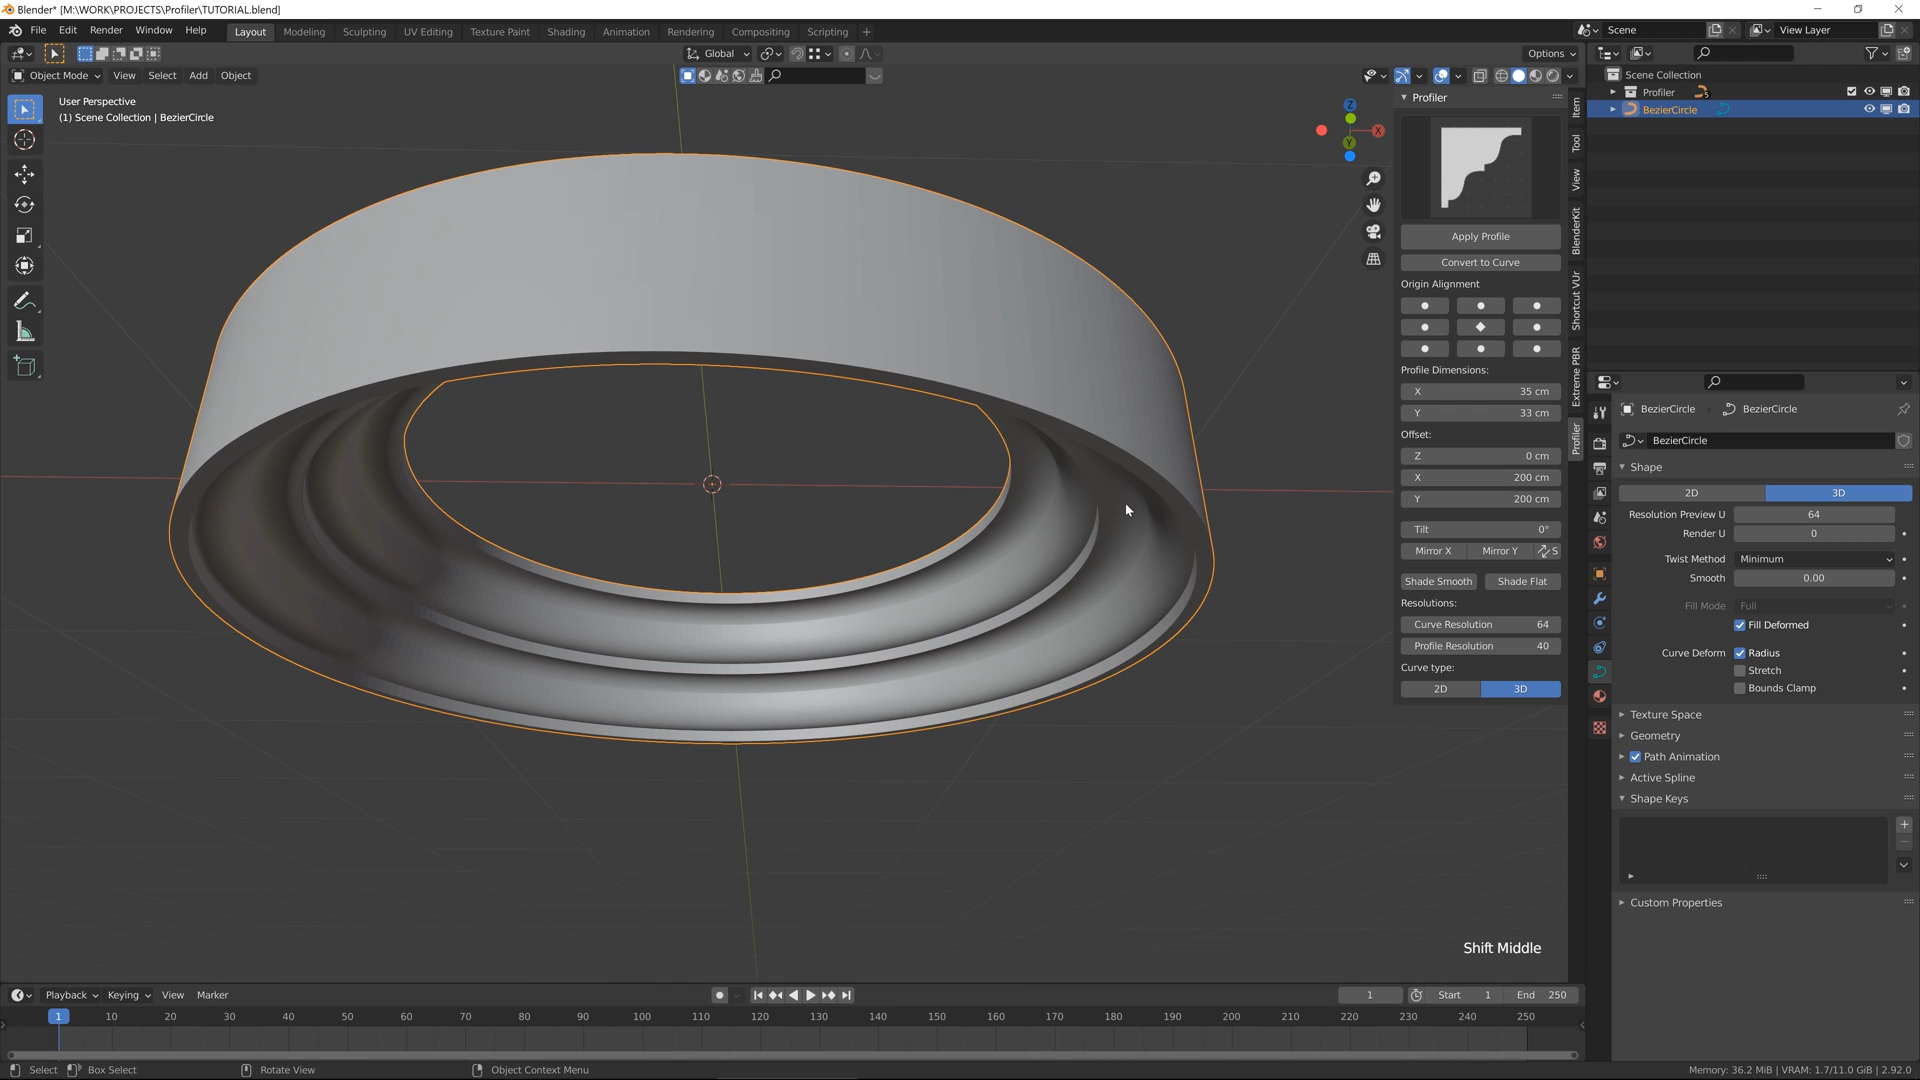 Blender* [M:\WORK\PROJECTS\Profiler\TUTORIAL.blend]
File Edit Render Window Help Layout Modeling Sculpting UV Editing Texture Paint Shading Animation Rendering Compositing Scripting + Scene View Layer
Global Options
Object Mode View Select Add Object
User Perspective
(1) Scene Collection | BezierCircle
Z
X
Y
Profiler
Apply Profile
Convert to Curve
Origin Alignment
Profile Dimensions:
X 35 cm
Y 33 cm
Offset:
Z 0 cm
X 200 cm
Y 200 cm
Tilt 0°
Mirror X Mirror Y S
Shade Smooth Shade Flat
Resolutions:
Curve Resolution 64
Profile Resolution 40
Curve type:
2D 3D
Item
Tool
View
BlenderKit
Shortcut VUr
Extreme PBR
Profiler
Scene Collection
Profiler 5
BezierCircle
BezierCircle BezierCircle
BezierCircle
Shape
2D 3D
Resolution Preview U 64
Render U 0
Twist Method Minimum
Smooth 0.00
Fill Mode Full
Fill Deformed
Curve Deform Radius
Stretch
Bounds Clamp
Texture Space
Geometry
Path Animation
Active Spline
Shape Keys
Custom Properties
Shift Middle
Playback Keying View Marker 1 Start 1 End 250
1 10 20 30 40 50 60 70 80 90 100 110 120 130 140 150 160 170 180 190 200 210 220 230 240 250
Select Box Select Rotate View Object Context Menu Memory: 36.2 MiB | VRAM: 1.7/11.0 GiB | 2.92.0